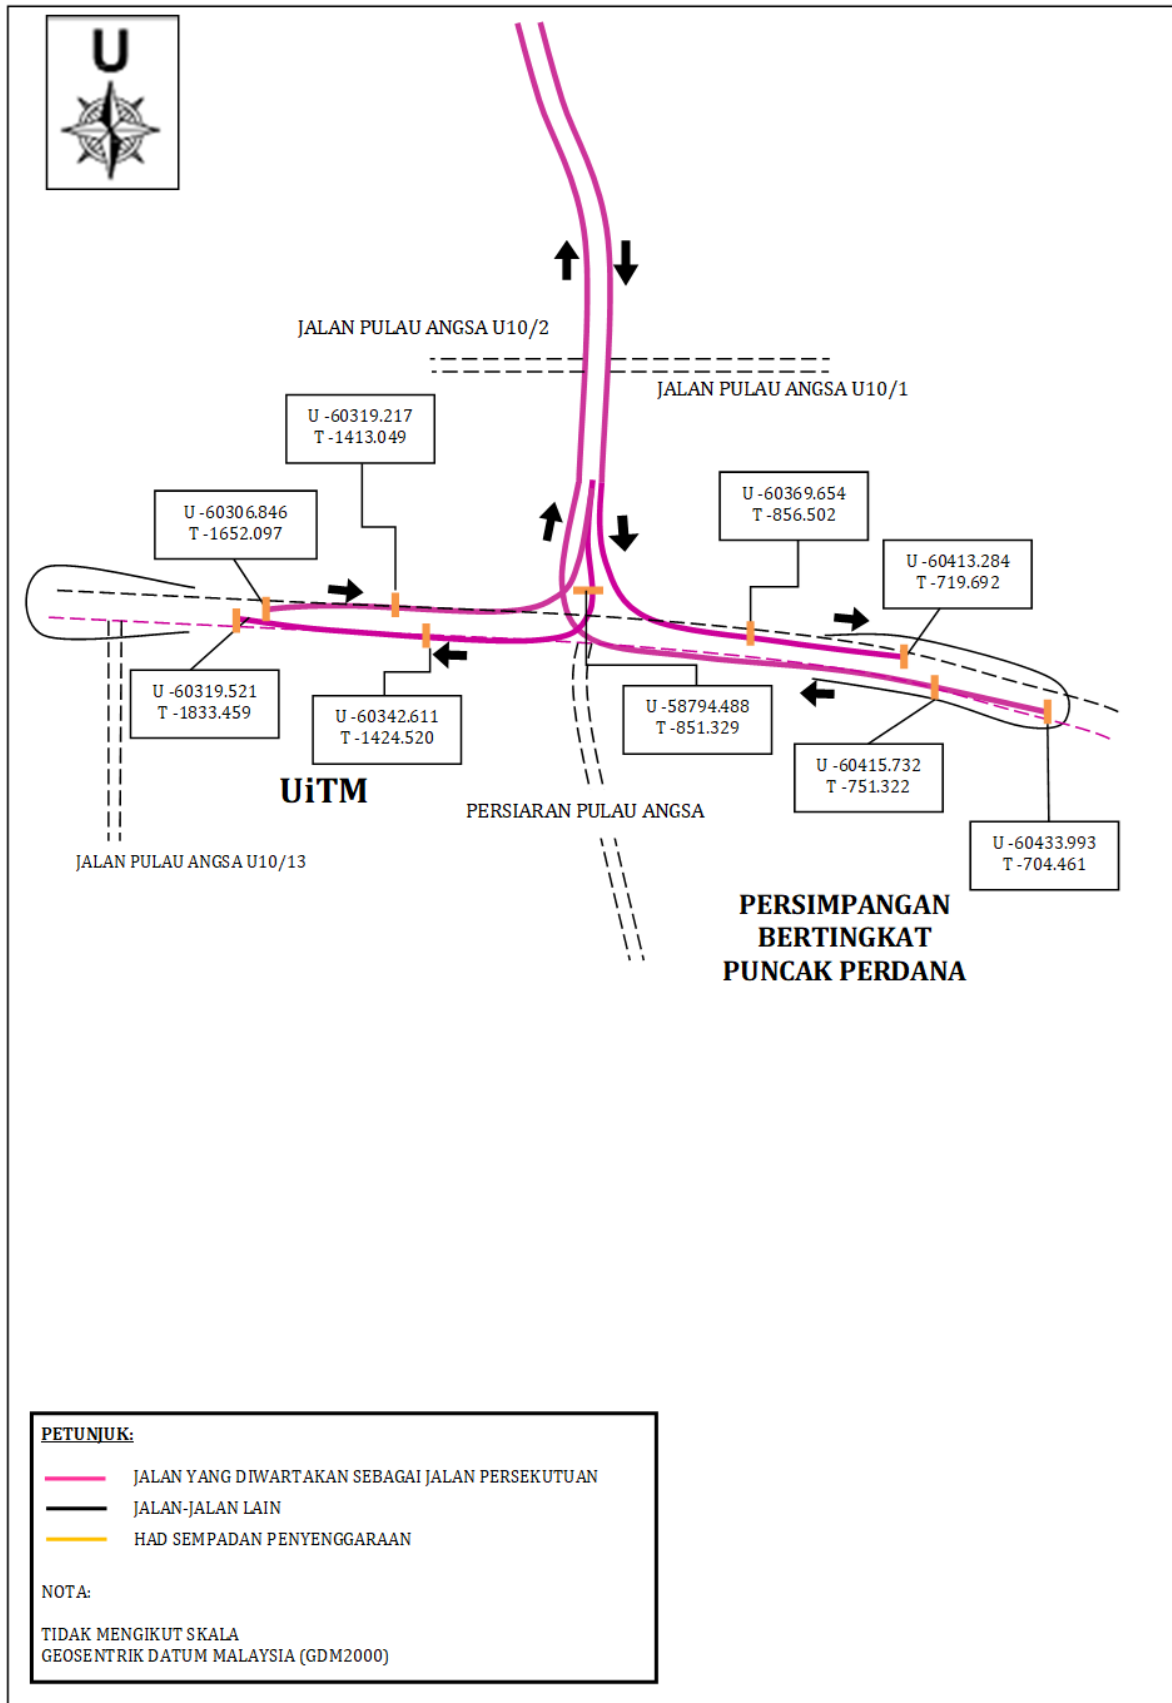 U
JALAN PULAU ANGSA U10/2
JALAN PULAU ANGSA U10/1
U -60319.217
T -1413.049
U -60369.654
T -856.502
U -60306.846
T -1652.097
U -60413.284
T -719.692
U -60319.521
T -1833.459
U -60342.611
T -1424.520
U -58794.488
T -851.329
U -60415.732
T -751.322
UiTM
PERSIARAN PULAU ANGSA
U -60433.993
T -704.461
JALAN PULAU ANGSA U10/13
PERSIMPANGAN
BERTINGKAT
PUNCAK PERDANA
PETUNJUK:
JALAN YANG DIWARTAKAN SEBAGAI JALAN PERSEKUTUAN
JALAN-JALAN LAIN
HAD SEMPADAN PENYENGGARAAN
NOTA:
TIDAK MENGIKUT SKALA
GEOSENTRIK DATUM MALAYSIA (GDM2000)